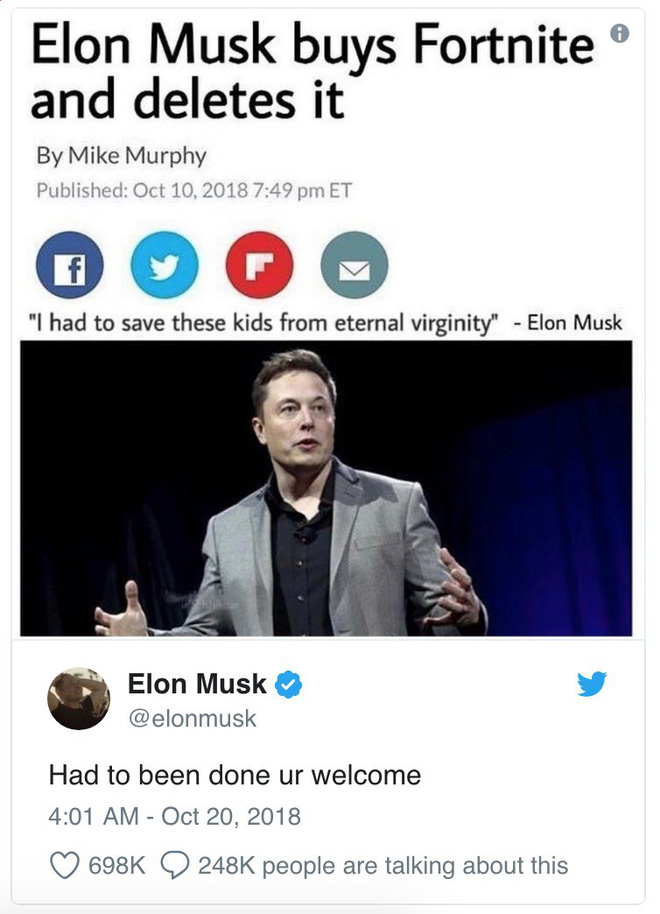 Elon Musk buys Fortnite
and deletes it
By Mike Murphy
Published: Oct 10, 2018 7:49 pm ET
"I had to save these kids from eternal virginity" - Elon Musk
Elon Musk
@elonmusk
Had to been done ur welcome
4:01 AM - Oct 20, 2018
698K 248K people are talking about this